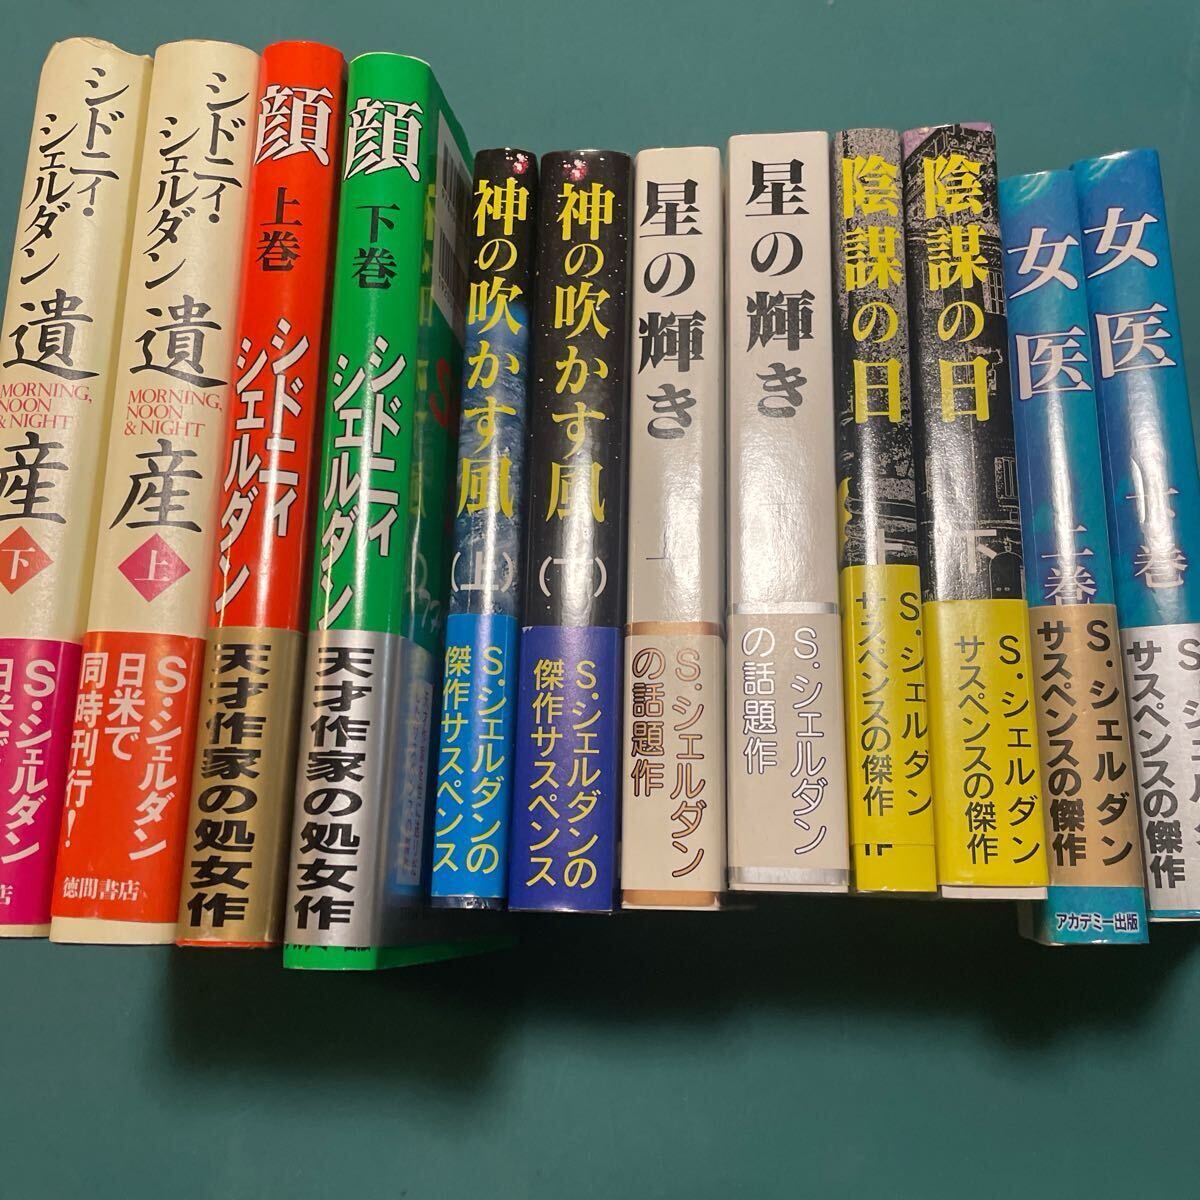 シドニィ・
シェルダン
遺産
MORNING,
NOON
& NIGHT
下
S・シェルダン
シドニィ・
シェルダン
遺産
MORNING,
NOON
& NIGHT
上
S・シェルダン
日米で
同時刊行!
徳間書店
顔
上巻
シドニィ
シェルダン
天才作家の処女作
顔
下巻
シドニィ
シェルダン
天才作家の処女作
神の吹かす風
(上)
S・シェルダンの
傑作サスペンス
神の吹かす風
(下)
S・シェルダンの
傑作サスペンス
星の輝き
上
S・シェルダン
の話題作
星の輝き
S・シェルダン
の話題作
陰謀の日
上
S・シェルダン
サスペンスの傑作
陰謀の日
下
S・シェルダン
サスペンスの傑作
女医
上巻
S・シェルダン
サスペンスの傑作
アカデミー出版
女医
下巻
S・シェルダン
サスペンスの傑作